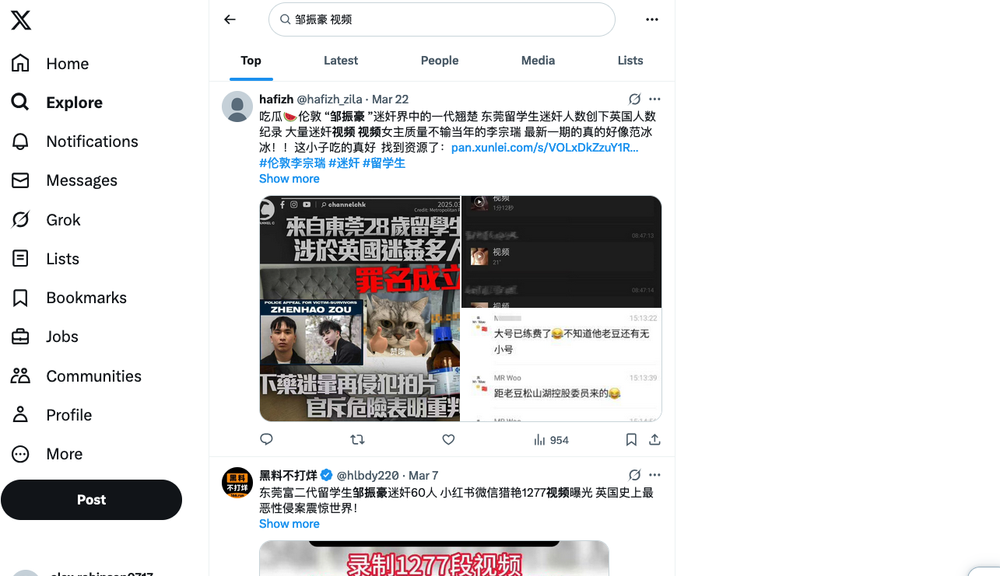 邹振豪 视频
Top
Latest
People
Media
Lists
Home
Explore
Notifications
Messages
Grok
Lists
Bookmarks
Jobs
Communities
Profile
More
Post
hafizh @hafizh_zila · Mar 22
吃瓜🍉伦敦 “邹振豪 ”迷奸界中的一代翘楚 东莞留学生迷奸人数创下英国人数
纪录 大量迷奸视频 视频女主质量不输当年的李宗瑞 最新一期的真的好像范冰
冰！！这小子吃的真好 找到资源了：pan.xunlei.com/s/VOLxDkZzuY1R...
#伦敦李宗瑞 #迷奸 #留学生
Show more
channelchk
2025.03
Credit: Metropolitan P
來自東莞28歲留學生
涉於英國迷姦多人
罪名成立
POLICE APPEAL FOR VICTIM-SURVIVORS
ZHENHAO ZOU
赞哦
下藥迷暈再侵犯拍片
官斥危險表明重判
视频
1分12秒
08:47:13
视频
21"
08:47:14
视频
15:13:22
大号已练费了😂不知道他老豆还有无
小号
MR Woo
15:13:39
距老豆松山湖控股委员来的😂
MR Woo
954
黑料不打烊 @hlbdy220 · Mar 7
东莞富二代留学生邹振豪迷奸60人 小红书微信猎艳1277视频曝光 英国史上最
恶性侵案震惊世界！
Show more
黑料
不打烊
录制1277段视频